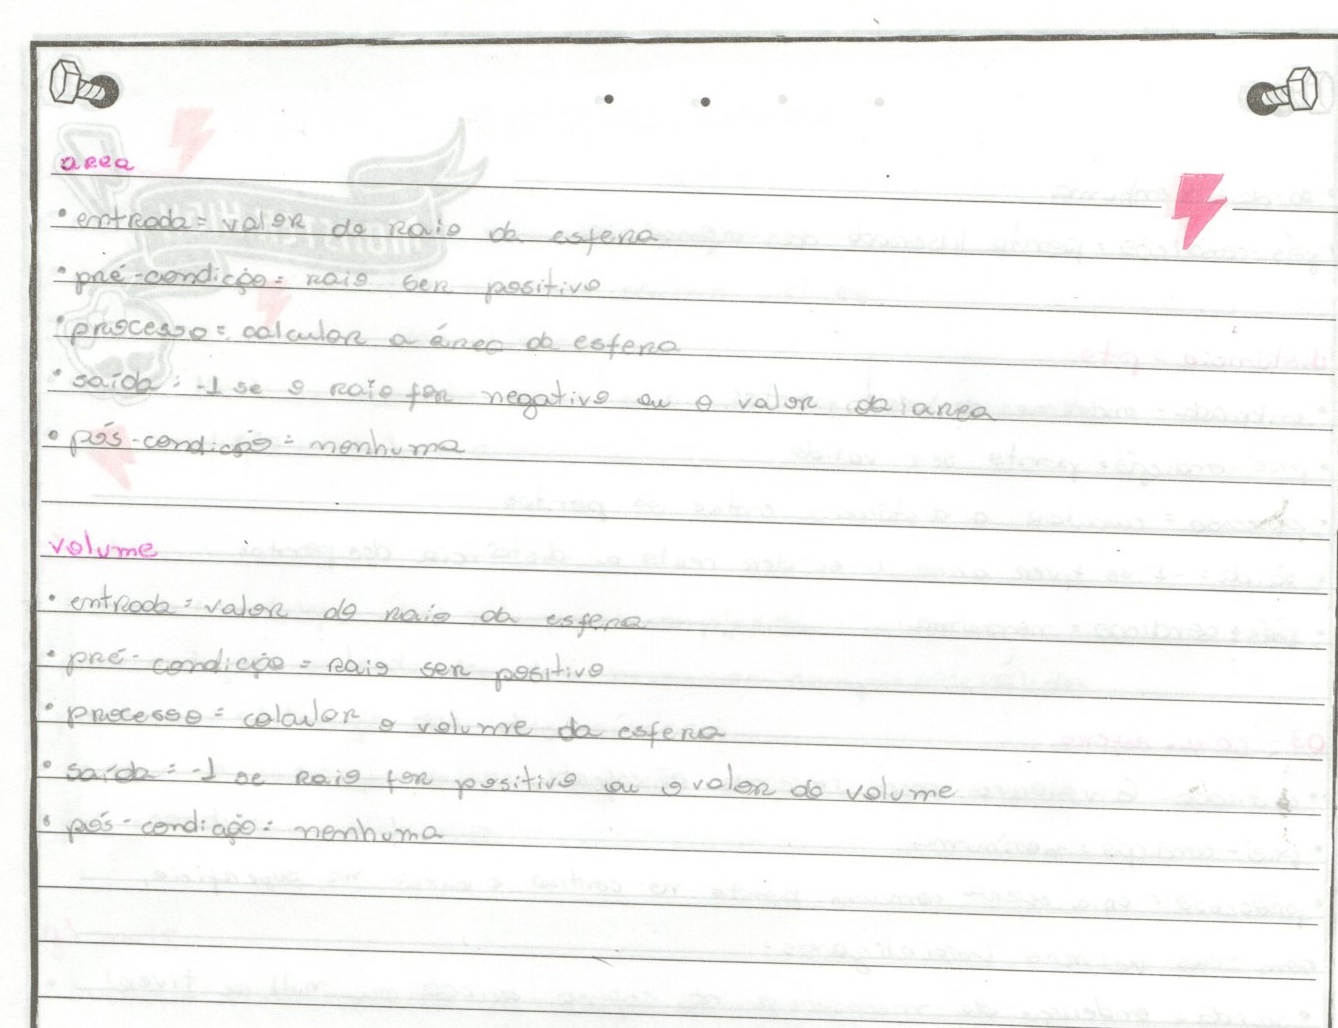 area
• entrada = valor do raio da esfera
• pré-condição = raio ser positivo
• processo = calcular a área da esfera
• saída = -1 se o raio for negativo ou o valor da area
• pós-condição = nenhuma
volume
• entrada = valor do raio da esfera
• pré-condição = raio ser positivo
• processo = calcular o volume da esfera
• saída = -1 se raio for positivo ou o valor do volume
• pós-condição = nenhuma